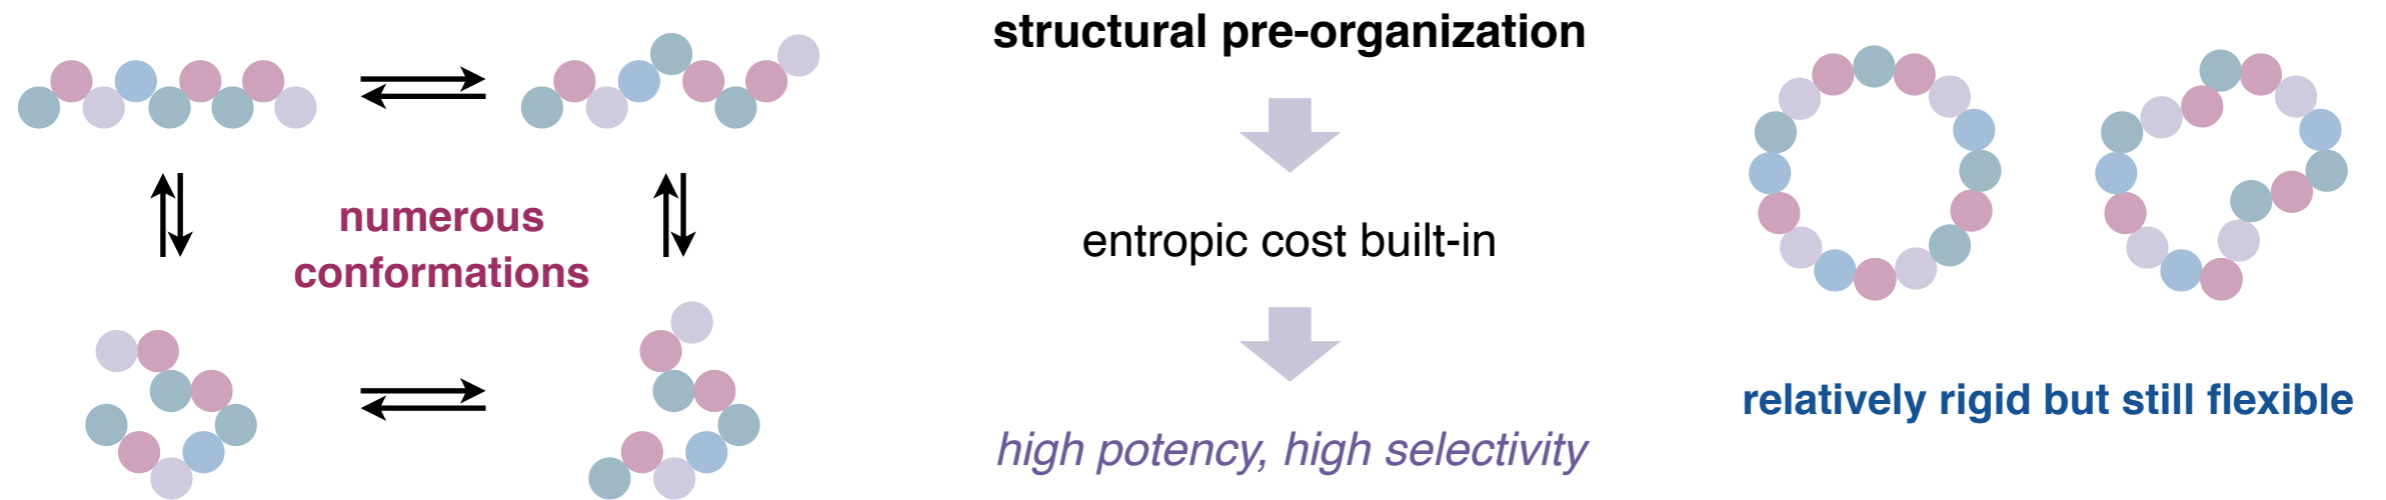 numerous
conformations
structural pre-organization
entropic cost built-in
high potency, high selectivity
relatively rigid but still flexible